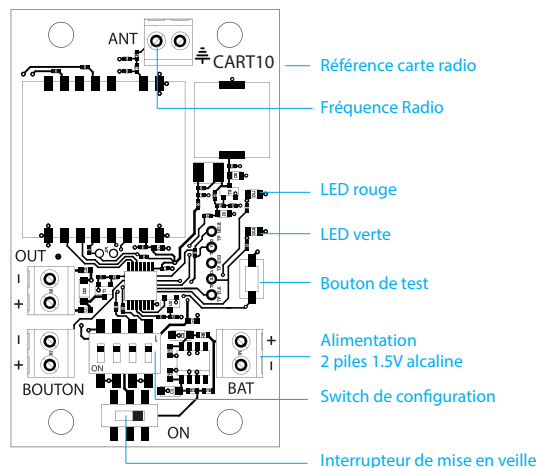 ANT
CART10
Référence carte radio
Fréquence Radio
LED rouge
LED verte
OUT
Bouton de test
- +
- +
+ -
Alimentation
2 piles 1.5V alcaline
1
ON
BOUTON
BAT
Switch de configuration
ON
Interrupteur de mise en veille